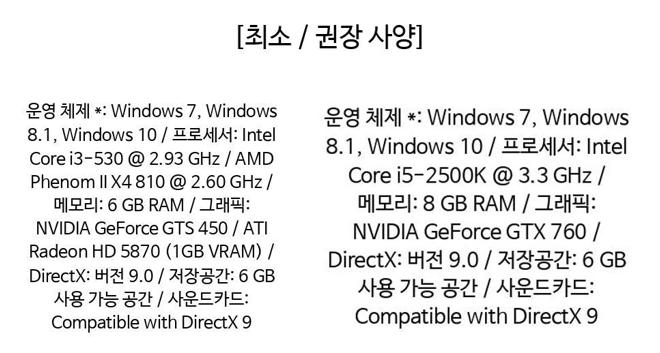 [최소 / 권장 사양]
운영 체제 *: Windows 7, Windows
8.1, Windows 10 / 프로세서: Intel
Core i3-530 @ 2.93 GHz / AMD
Phenom II X4 810 @ 2.60 GHz /
메모리: 6 GB RAM / 그래픽:
NVIDIA GeForce GTS 450 / ATI
Radeon HD 5870 (1GB VRAM) /
DirectX: 버전 9.0 / 저장공간: 6 GB
사용 가능 공간 / 사운드카드:
Compatible with DirectX 9
운영 체제 *: Windows 7, Windows
8.1, Windows 10 / 프로세서: Intel
Core i5-2500K @ 3.3 GHz /
메모리: 8 GB RAM / 그래픽:
NVIDIA GeForce GTX 760 /
DirectX: 버전 9.0 / 저장공간: 6 GB
사용 가능 공간 / 사운드카드:
Compatible with DirectX 9